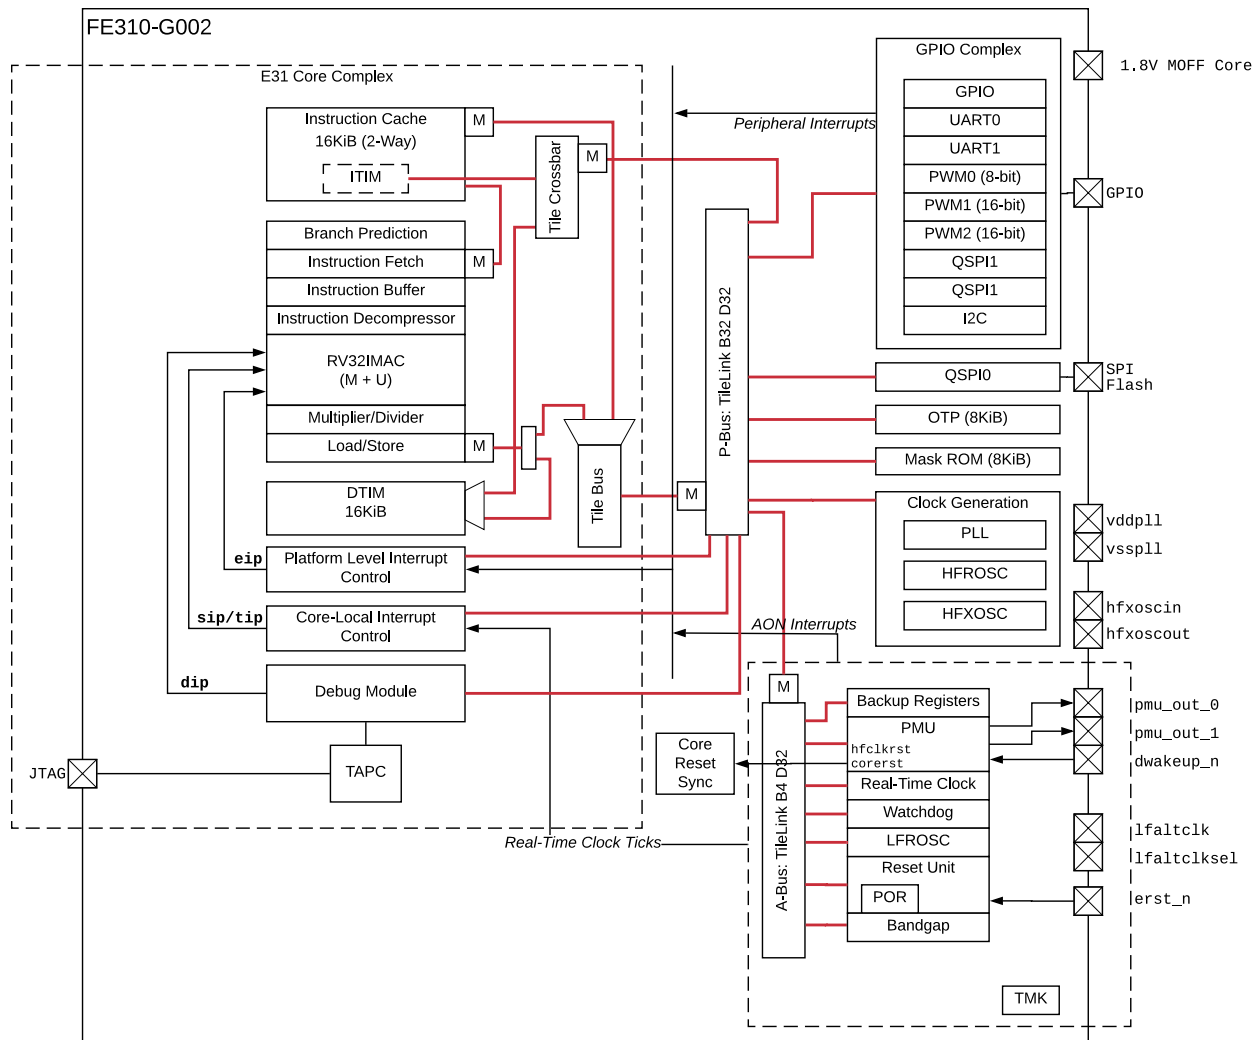 FE310-G002
E31 Core Complex
Instruction Cache
16KiB (2-Way)
M
ITIM
Tile Crossbar
M
Branch Prediction
Instruction Fetch
M
Instruction Buffer
Instruction Decompressor
RV32IMAC
(M + U)
Multiplier/Divider
Load/Store
M
DTIM
16KiB
Tile Bus
eip
Platform Level Interrupt
Control
sip/tip
Core-Local Interrupt
Control
dip
Debug Module
JTAG
TAPC
Real-Time Clock Ticks
Peripheral Interrupts
P-Bus: TileLink B32 D32
M
AON Interrupts
GPIO Complex
GPIO
UART0
UART1
PWM0 (8-bit)
PWM1 (16-bit)
PWM2 (16-bit)
QSPI1
QSPI1
I2C
QSPI0
OTP (8KiB)
Mask ROM (8KiB)
Clock Generation
PLL
HFROSC
HFXOSC
1.8V MOFF Core
GPIO
SPI
Flash
vddpll
vsspll
hfxoscin
hfxoscout
M
A-Bus: TileLink B4 D32
Core
Reset
Sync
Backup Registers
PMU
hfclkrst
corerst
Real-Time Clock
Watchdog
LFROSC
Reset Unit
POR
Bandgap
TMK
pmu_out_0
pmu_out_1
dwakeup_n
lfaltclk
lfaltclksel
erst_n